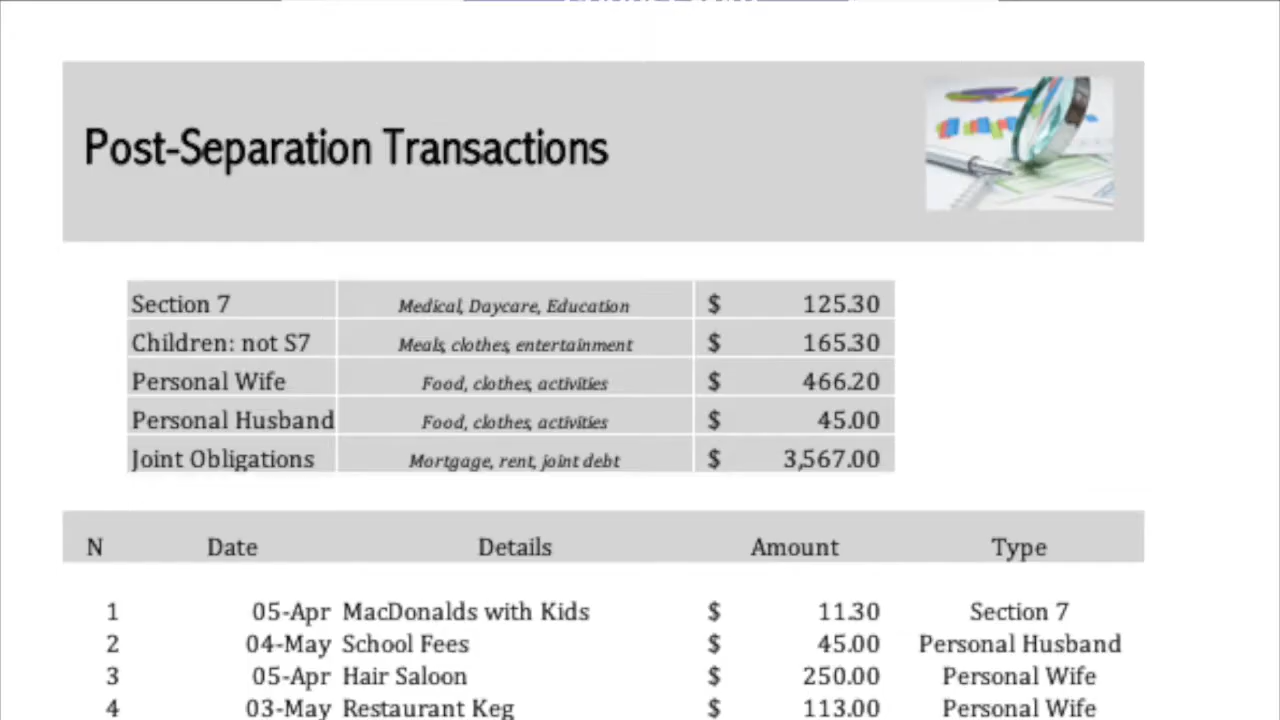 Post-Separation Transactions
Section 7 Medical, Daycare, Education $ 125.30
Children: not S7 Meals, clothes, entertainment $ 165.30
Personal Wife Food, clothes, activities $ 466.20
Personal Husband Food, clothes, activities $ 45.00
Joint Obligations Mortgage, rent, joint debt $ 3,567.00
N Date Details Amount Type
1 05-Apr MacDonalds with Kids $ 11.30 Section 7
2 04-May School Fees $ 45.00 Personal Husband
3 05-Apr Hair Saloon $ 250.00 Personal Wife
4 03-May Restaurant Keg $ 113.00 Personal Wife